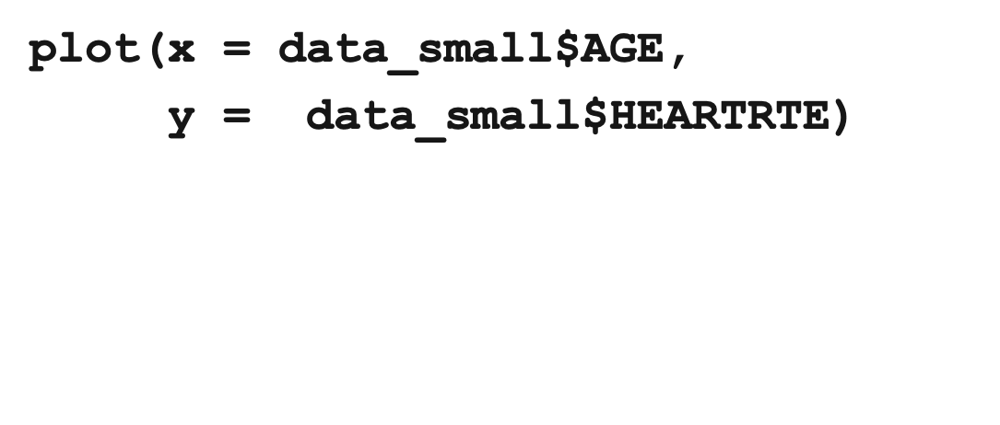 plot(x = data_small$AGE,
     y =  data_small$HEARTRTE)